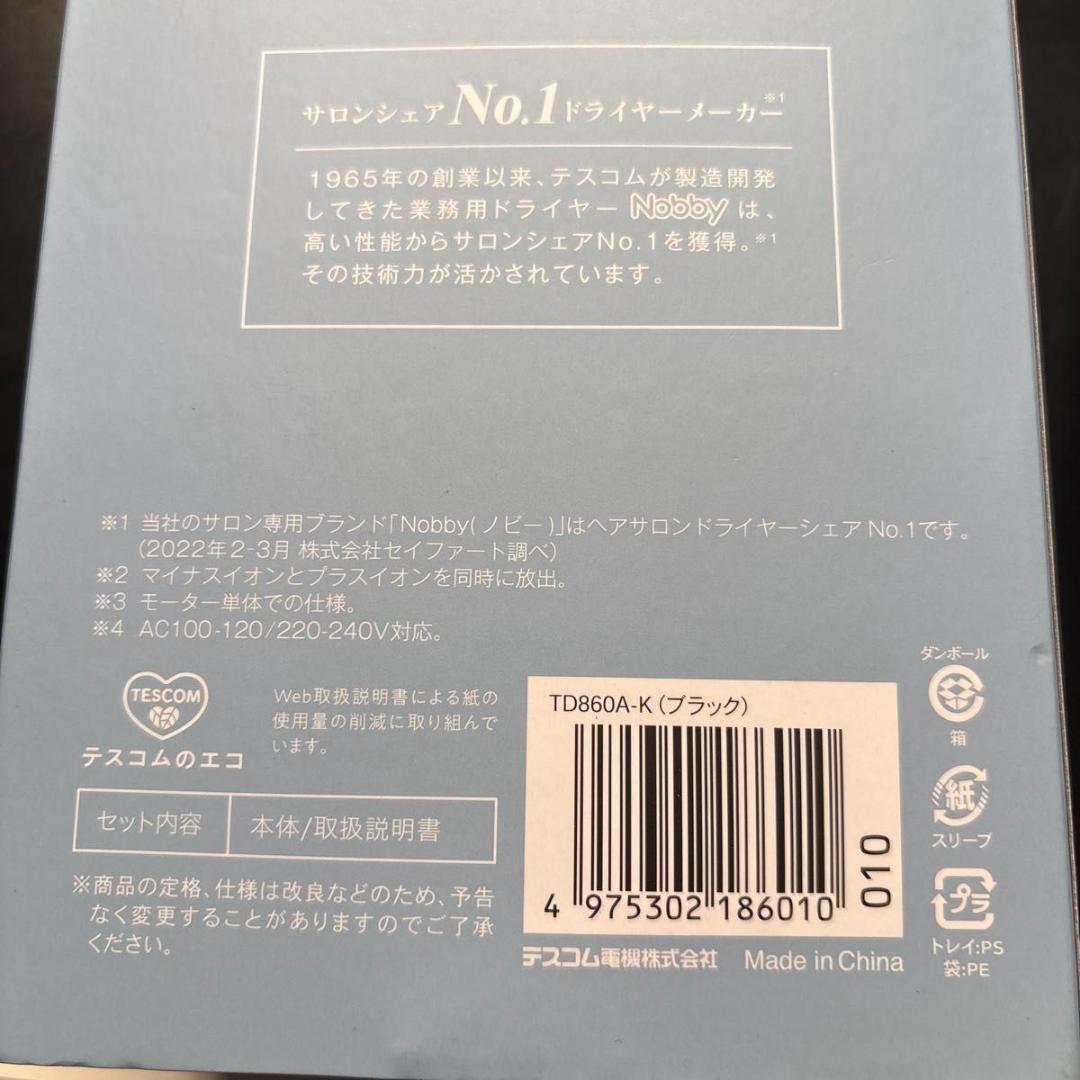 サロンシェアNo.1ドライヤーメーカー※1
1965年の創業以来、テスコムが製造開発
してきた業務用ドライヤー Nobby は、
高い性能からサロンシェアNo.1を獲得。※1
その技術力が活かされています。
※1 当社のサロン専用ブランド「Nobby(ノビー)」はヘアサロンドライヤーシェア No.1です。
(2022年2-3月 株式会社セイファート調べ)
※2 マイナスイオンとプラスイオンを同時に放出。
※3 モーター単体での仕様。
※4 AC100-120/220-240V対応。
TESCOM
テスコムのエコ
Web取扱説明書による紙の
使用量の削減に取り組んで
います。
セット内容 本体/取扱説明書
※商品の定格、仕様は改良などのため、予告
なく変更することがありますのでご了承
ください。
TD860A-K(ブラック)
4 975302 186010
010
テスコム電機株式会社 Made in China
ダンボール
箱
紙
スリーブ
プラ
トレイ:PS
袋:PE